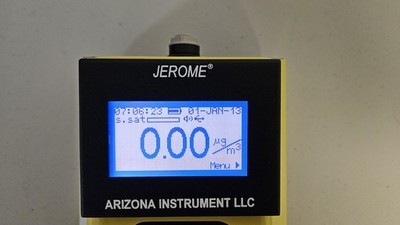 JEROME®
07:06:23 01-JAN-13
s.sat
0.00 µg/m³
Menu
ARIZONA INSTRUMENT LLC